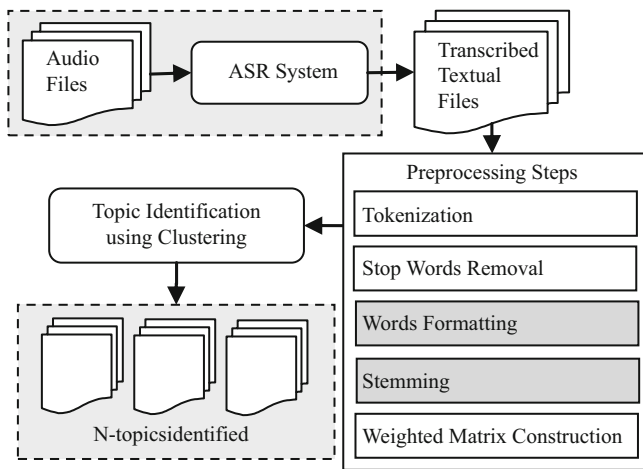 Audio
Files
ASR System
Transcribed
Textual
Files
Preprocessing Steps
Tokenization
Stop Words Removal
Words Formatting
Stemming
Weighted Matrix Construction
Topic Identification
using Clustering
N-topicsidentified